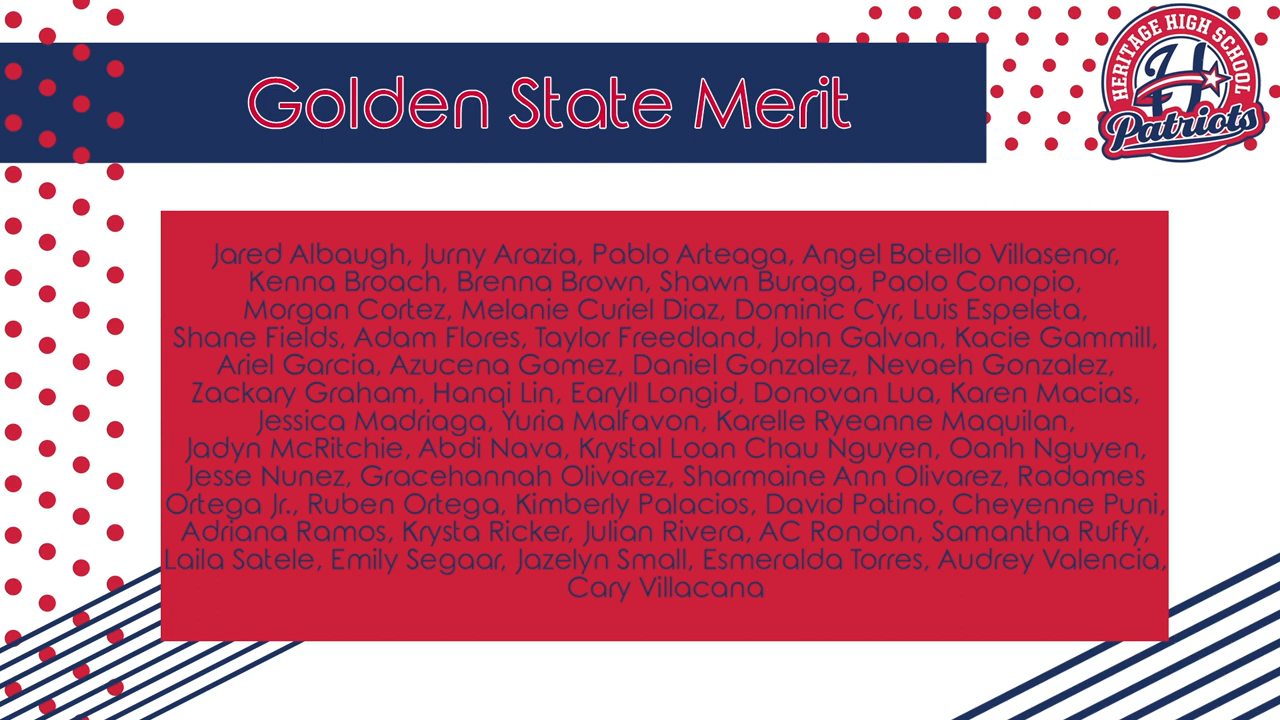 Golden State Merit
HERITAGE HIGH SCHOOL
H
Patriots
Jared Albaugh, Jurny Arazia, Pablo Arteaga, Angel Botello Villasenor,
Kenna Broach, Brenna Brown, Shawn Buraga, Paolo Conopio,
Morgan Cortez, Melanie Curiel Diaz, Dominic Cyr, Luis Espeleta,
Shane Fields, Adam Flores, Taylor Freedland, John Galvan, Kacie Gammill,
Ariel Garcia, Azucena Gomez, Daniel Gonzalez, Nevaeh Gonzalez,
Zackary Graham, Hanqi Lin, Earyll Longid, Donovan Lua, Karen Macias,
Jessica Madriaga, Yuria Malfavon, Karelle Ryeanne Maquilan,
Jadyn McRitchie, Abdi Nava, Krystal Loan Chau Nguyen, Oanh Nguyen,
Jesse Nunez, Gracehannah Olivarez, Sharmaine Ann Olivarez, Radames
Ortega Jr., Ruben Ortega, Kimberly Palacios, David Patino, Cheyenne Puni,
Adriana Ramos, Krysta Ricker, Julian Rivera, AC Rondon, Samantha Ruffy,
Laila Satele, Emily Segaar, Jazelyn Small, Esmeralda Torres, Audrey Valencia,
Cary Villacana